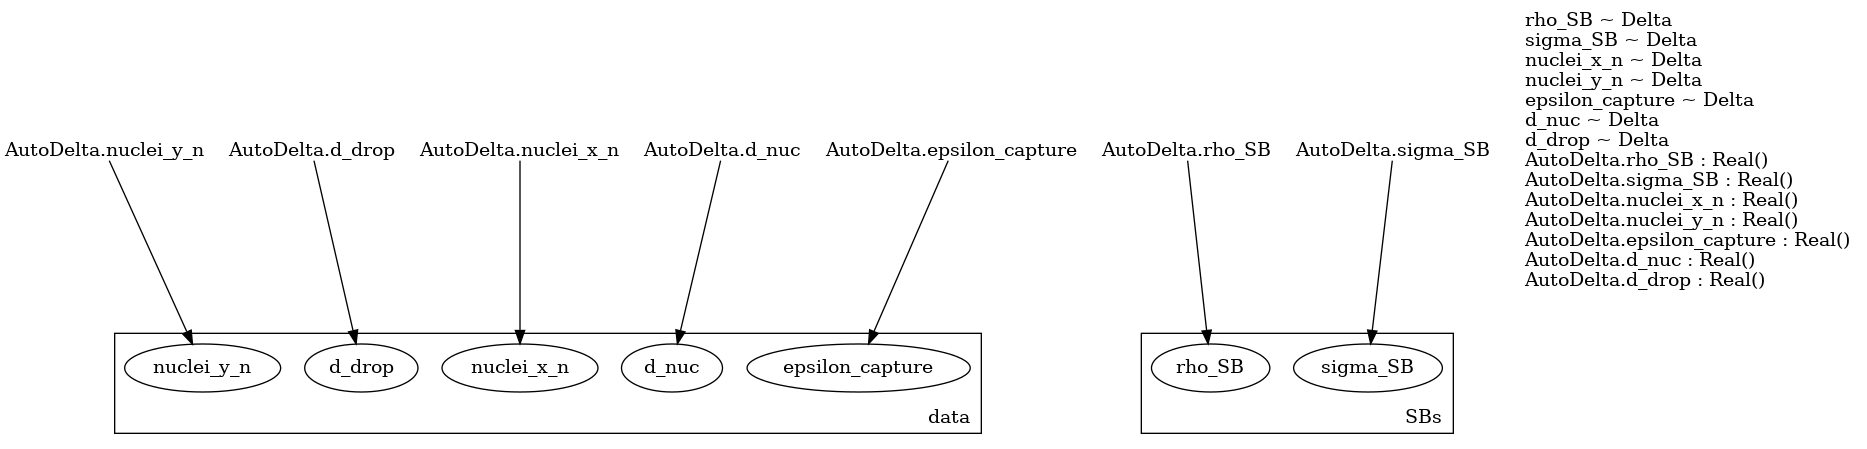 rho_SB ~ Delta
sigma_SB ~ Delta
nuclei_x_n ~ Delta
nuclei_y_n ~ Delta
epsilon_capture ~ Delta
d_nuc ~ Delta
d_drop ~ Delta
AutoDelta.rho_SB : Real()
AutoDelta.sigma_SB : Real()
AutoDelta.nuclei_x_n : Real()
AutoDelta.nuclei_y_n : Real()
AutoDelta.epsilon_capture : Real()
AutoDelta.d_nuc : Real()
AutoDelta.d_drop : Real()
AutoDelta.nuclei_y_n
AutoDelta.d_drop
AutoDelta.nuclei_x_n
AutoDelta.d_nuc
AutoDelta.epsilon_capture
AutoDelta.rho_SB
AutoDelta.sigma_SB
nuclei_y_n
d_drop
nuclei_x_n
d_nuc
epsilon_capture
rho_SB
sigma_SB
data
SBs